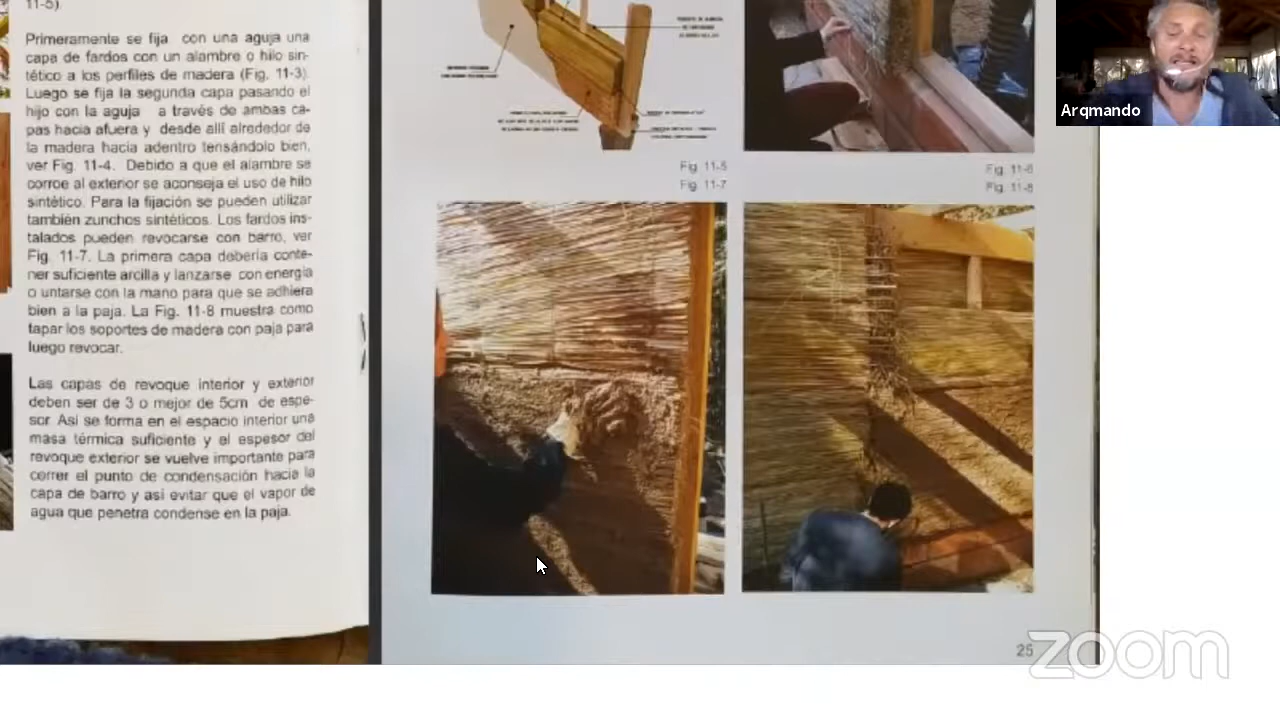 11-5)
Primeramente se fija con una aguja una
capa de fardos con un alambre o hilo sin-
tético a los perfiles de madera (Fig. 11-3).
Luego se fija la segunda capa pasando el
hijo con la aguja a través de ambas ca-
pas hacia afuera y desde allí alrededor de
la madera hacia adentro tensándolo bien,
ver Fig. 11-4. Debido a que el alambre se
corroe al exterior se aconseja el uso de hilo
sintético. Para la fijación se pueden utilizar
también zunchos sintéticos. Los fardos ins-
talados pueden revocarse con barro, ver
Fig. 11-7. La primera capa debería conte-
ner suficiente arcilla y lanzarse con energía
o untarse con la mano para que se adhiera
bien a la paja. La Fig. 11-8 muestra como
tapar los soportes de madera con paja para
luego revocar.
Las capas de revoque interior y exterior
deben ser de 3 o mejor de 5cm de espe-
sor. Así se forma en el espacio interior una
masa térmica suficiente y el espesor del
revoque exterior se vuelve importante para
correr el punto de condensación hacia la
capa de barro y así evitar que el vapor de
agua que penetra condense en la paja.
Fig. 11-5
Fig. 11-7
Fig. 11-6
Fig. 11-8
25
Arqmando
zoom